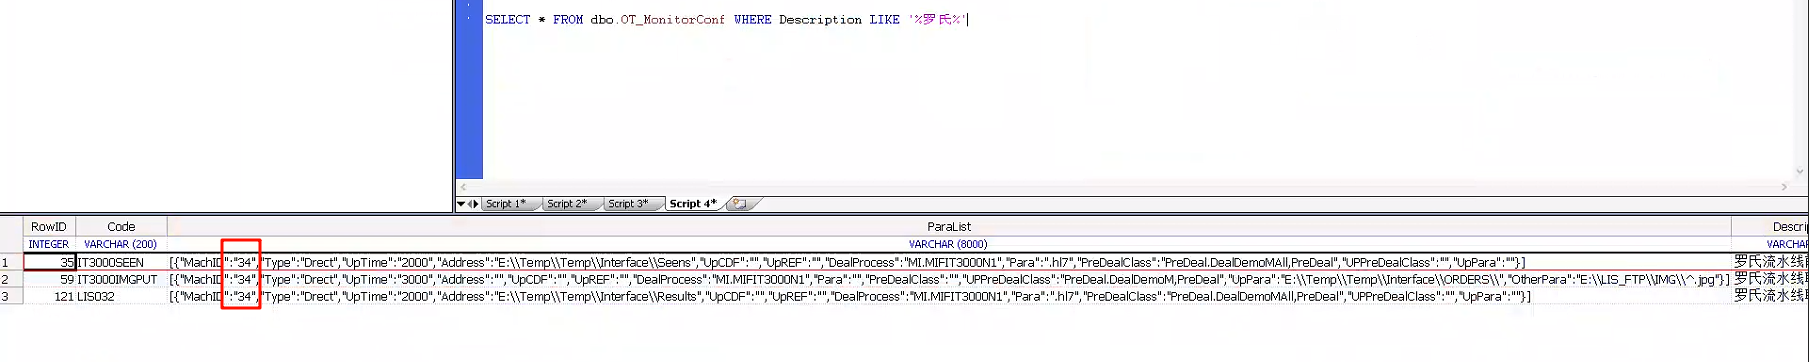 SELECT * FROM dbo.OT_MonitorConf WHERE Description LIKE '%罗氏%'
Script 1* Script 2* Script 3* Script 4*
RowID Code ParaList
INTEGER VARCHAR (200) VARCHAR (8000)
1 35 IT3000SEEN [{"MachID":"34","Type":"Drect","UpTime":"2000","Address":"E:\\Temp\\Temp\\Interface\\Seens","UpCDF":"","UpREF":"","DealProcess":"MI.MIFIT3000N1","Para":".hl7","PreDealClass":"PreDeal.DealDemoMAll,PreDeal","UPPreDealClass":"","UpPara":""}] 罗氏流水线
2 59 IT3000IMGPUT [{"MachID":"34","Type":"Drect","UpTime":"3000","Address":"","UpCDF":"","UpREF":"","DealProcess":"MI.MIFIT3000N1","Para":"","PreDealClass":"","UPPreDealClass":"PreDeal.DealDemoM,PreDeal","UpPara":"E:\\Temp\\Temp\\Interface\\ORDERS\\","OtherPara":"E:\\LIS_FTP\\IMG\\^.jpg"}] 罗氏流水线
3 121 LIS032 [{"MachID":"34","Type":"Drect","UpTime":"2000","Address":"E:\\Temp\\Temp\\Interface\\Results","UpCDF":"","UpREF":"","DealProcess":"MI.MIFIT3000N1","Para":".hl7","PreDealClass":"PreDeal.DealDemoMAll,PreDeal","UPPreDealClass":"","UpPara":""}] 罗氏流水线